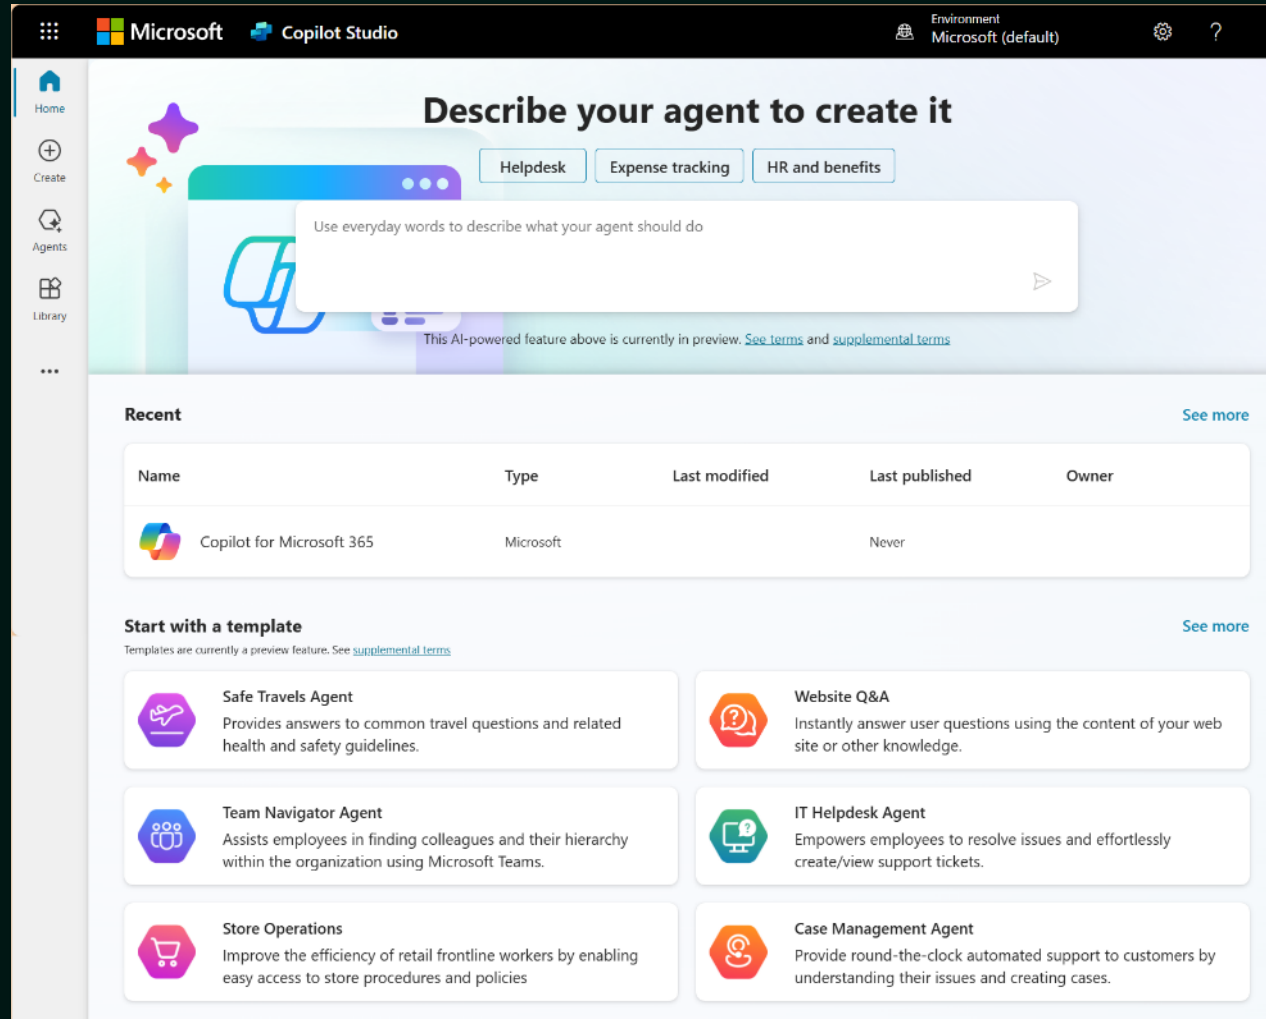 Microsoft
Copilot Studio
Environment
Microsoft (default)
?
Home
Create
Agents
Library
Describe your agent to create it
Helpdesk
Expense tracking
HR and benefits
Use everyday words to describe what your agent should do
This AI-powered feature above is currently in preview. See terms and supplemental terms
Recent
See more
Name
Type
Last modified
Last published
Owner
Copilot for Microsoft 365
Microsoft
Never
Start with a template
See more
Templates are currently a preview feature. See supplemental terms
Safe Travels Agent
Provides answers to common travel questions and related
health and safety guidelines.
Website Q&A
Instantly answer user questions using the content of your web
site or other knowledge.
Team Navigator Agent
Assists employees in finding colleagues and their hierarchy
within the organization using Microsoft Teams.
IT Helpdesk Agent
Empowers employees to resolve issues and effortlessly
create/view support tickets.
Store Operations
Improve the efficiency of retail frontline workers by enabling
easy access to store procedures and policies
Case Management Agent
Provide round-the-clock automated support to customers by
understanding their issues and creating cases.